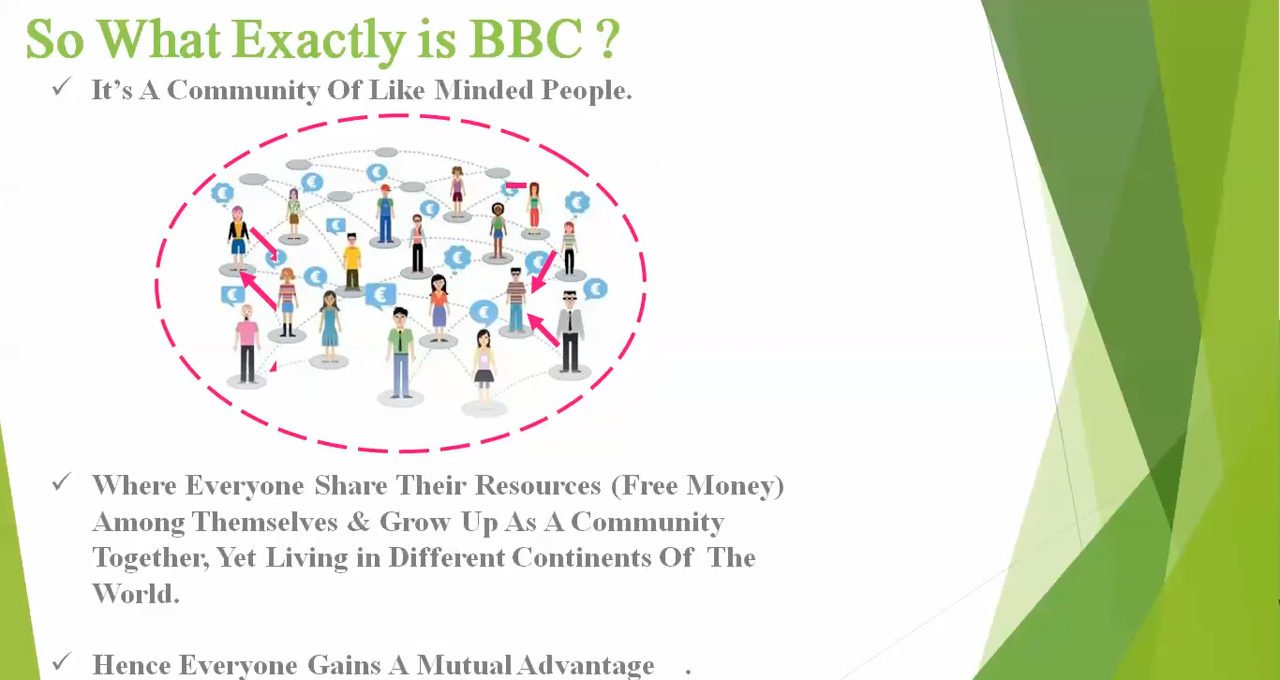 So What Exactly is BBC ?
✓ It's A Community Of Like Minded People.
✓ Where Everyone Share Their Resources (Free Money)
Among Themselves & Grow Up As A Community
Together, Yet Living in Different Continents Of The
World.
✓ Hence Everyone Gains A Mutual Advantage .